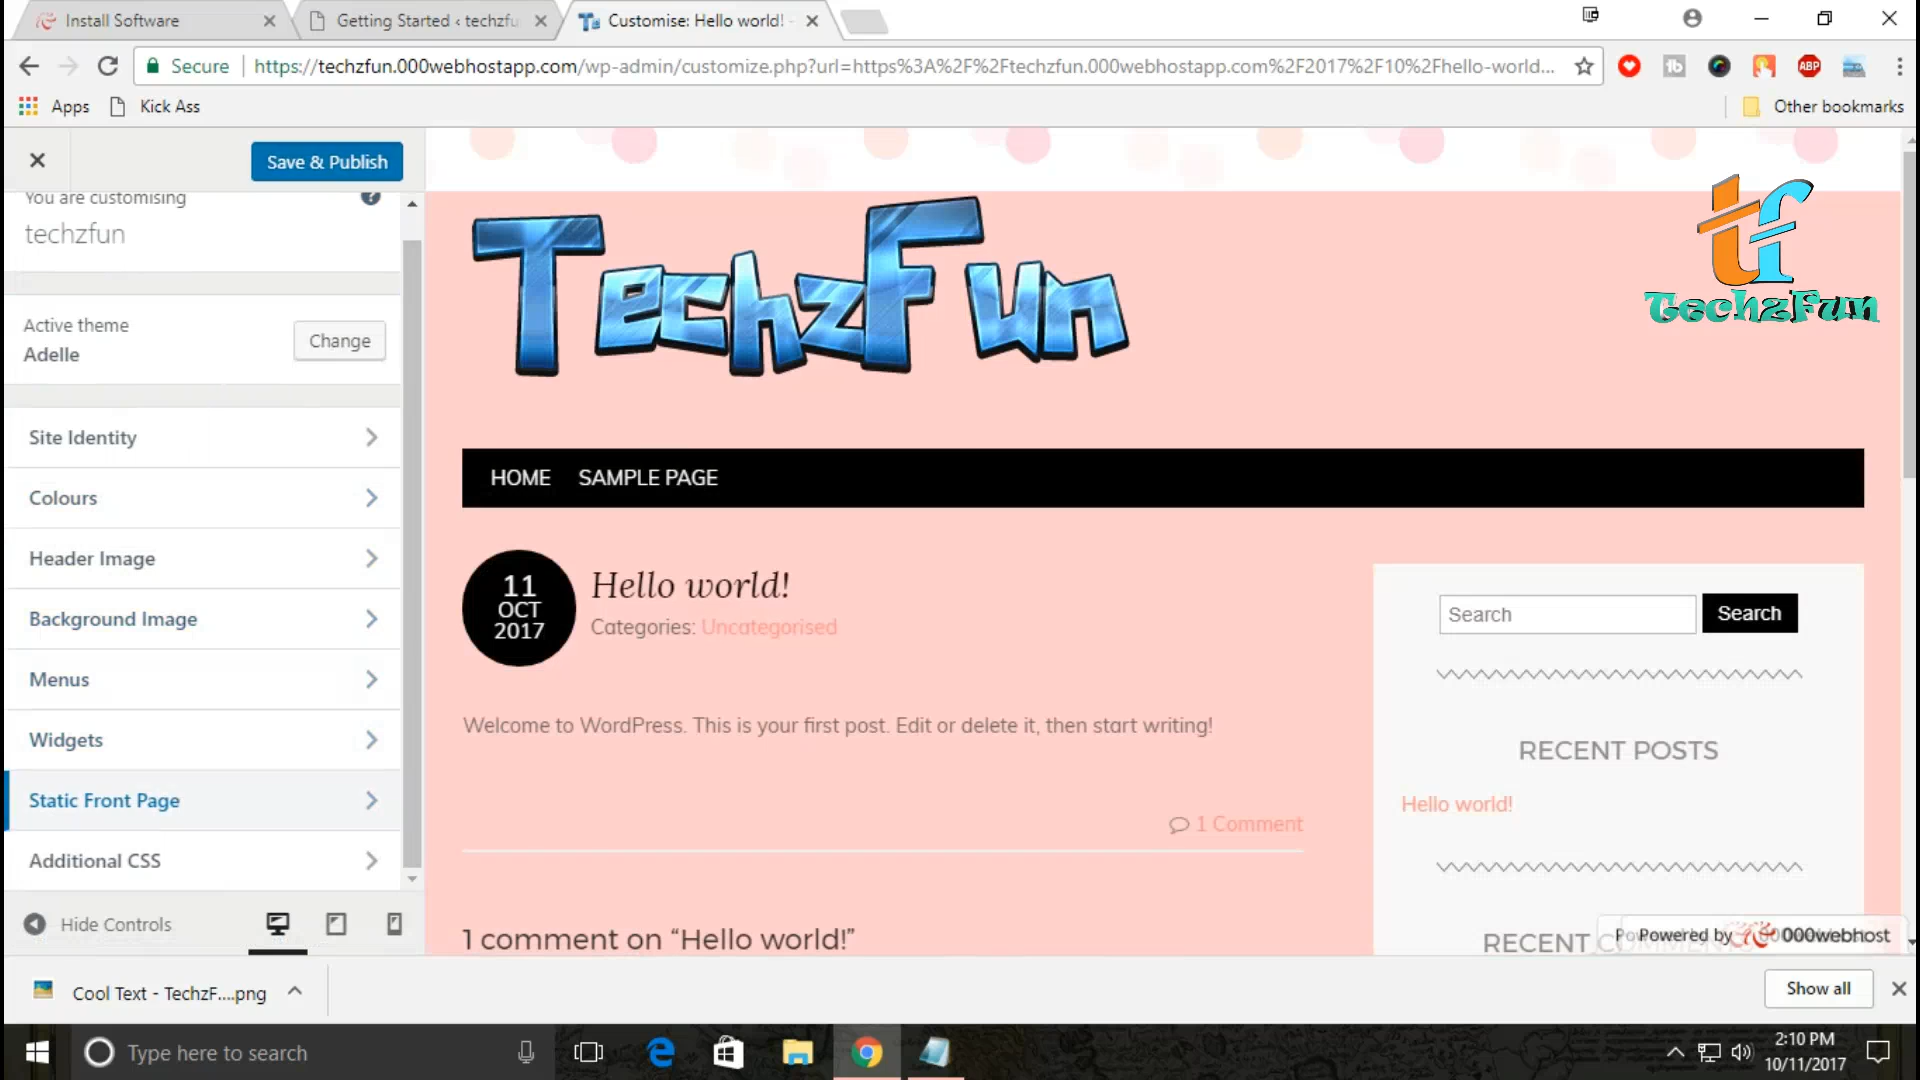 Install Software
Getting Started ‹ techzfu
Customise: Hello world! -
Secure
https://techzfun.000webhostapp.com/wp-admin/customize.php?url=https%3A%2F%2Ftechzfun.000webhostapp.com%2F2017%2F10%2Fhello-world...
ABP
Apps
Kick Ass
Other bookmarks
Save & Publish
You are customising
techzfun
Active theme
Adelle
Change
Site Identity
Colours
Header Image
Background Image
Menus
Widgets
Static Front Page
Additional CSS
Hide Controls
TechzFun
tf
TechzFun
HOME
SAMPLE PAGE
11
OCT
2017
Hello world!
Categories: Uncategorised
Welcome to WordPress. This is your first post. Edit or delete it, then start writing!
1 Comment
1 comment on “Hello world!”
Search
Search
RECENT POSTS
Hello world!
RECENT
Powered by 000webhost
Cool Text - TechzF....png
Show all
Type here to search
2:10 PM
10/11/2017